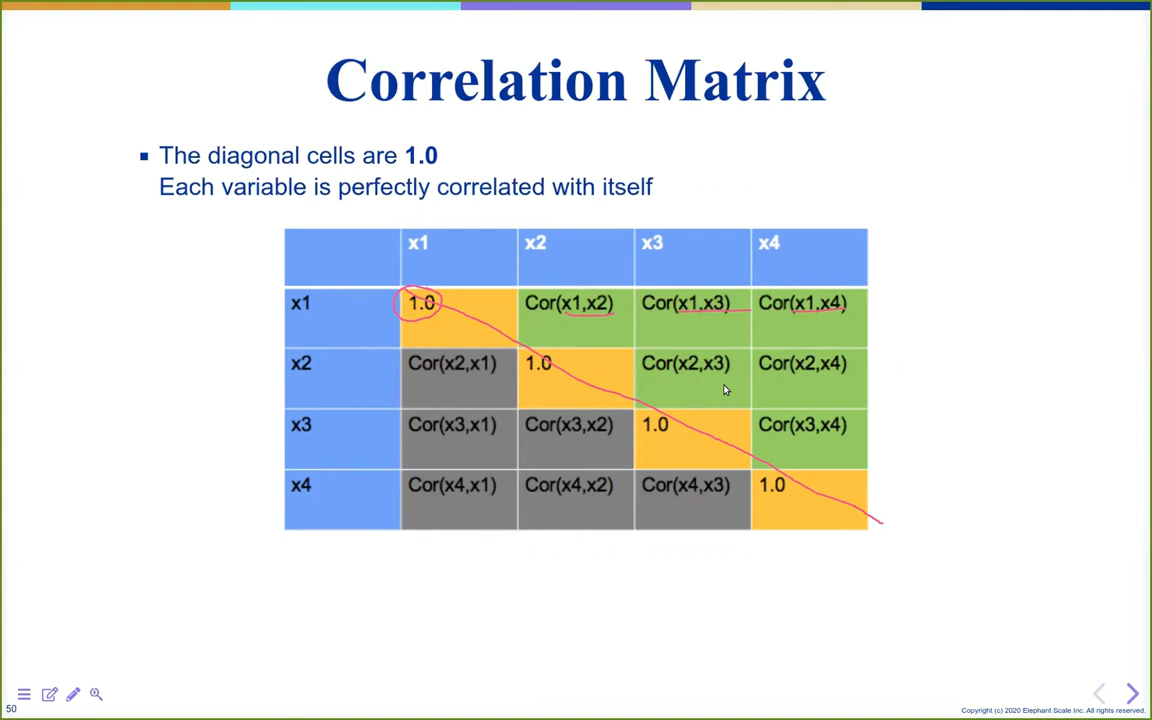 Correlation Matrix
The diagonal cells are 1.0
Each variable is perfectly correlated with itself
x1 x2 x3 x4
x1 1.0 Cor(x1,x2) Cor(x1,x3) Cor(x1,x4)
x2 Cor(x2,x1) 1.0 Cor(x2,x3) Cor(x2,x4)
x3 Cor(x3,x1) Cor(x3,x2) 1.0 Cor(x3,x4)
x4 Cor(x4,x1) Cor(x4,x2) Cor(x4,x3) 1.0
50
Copyright (c) 2020 Elephant Scale Inc. All rights reserved.